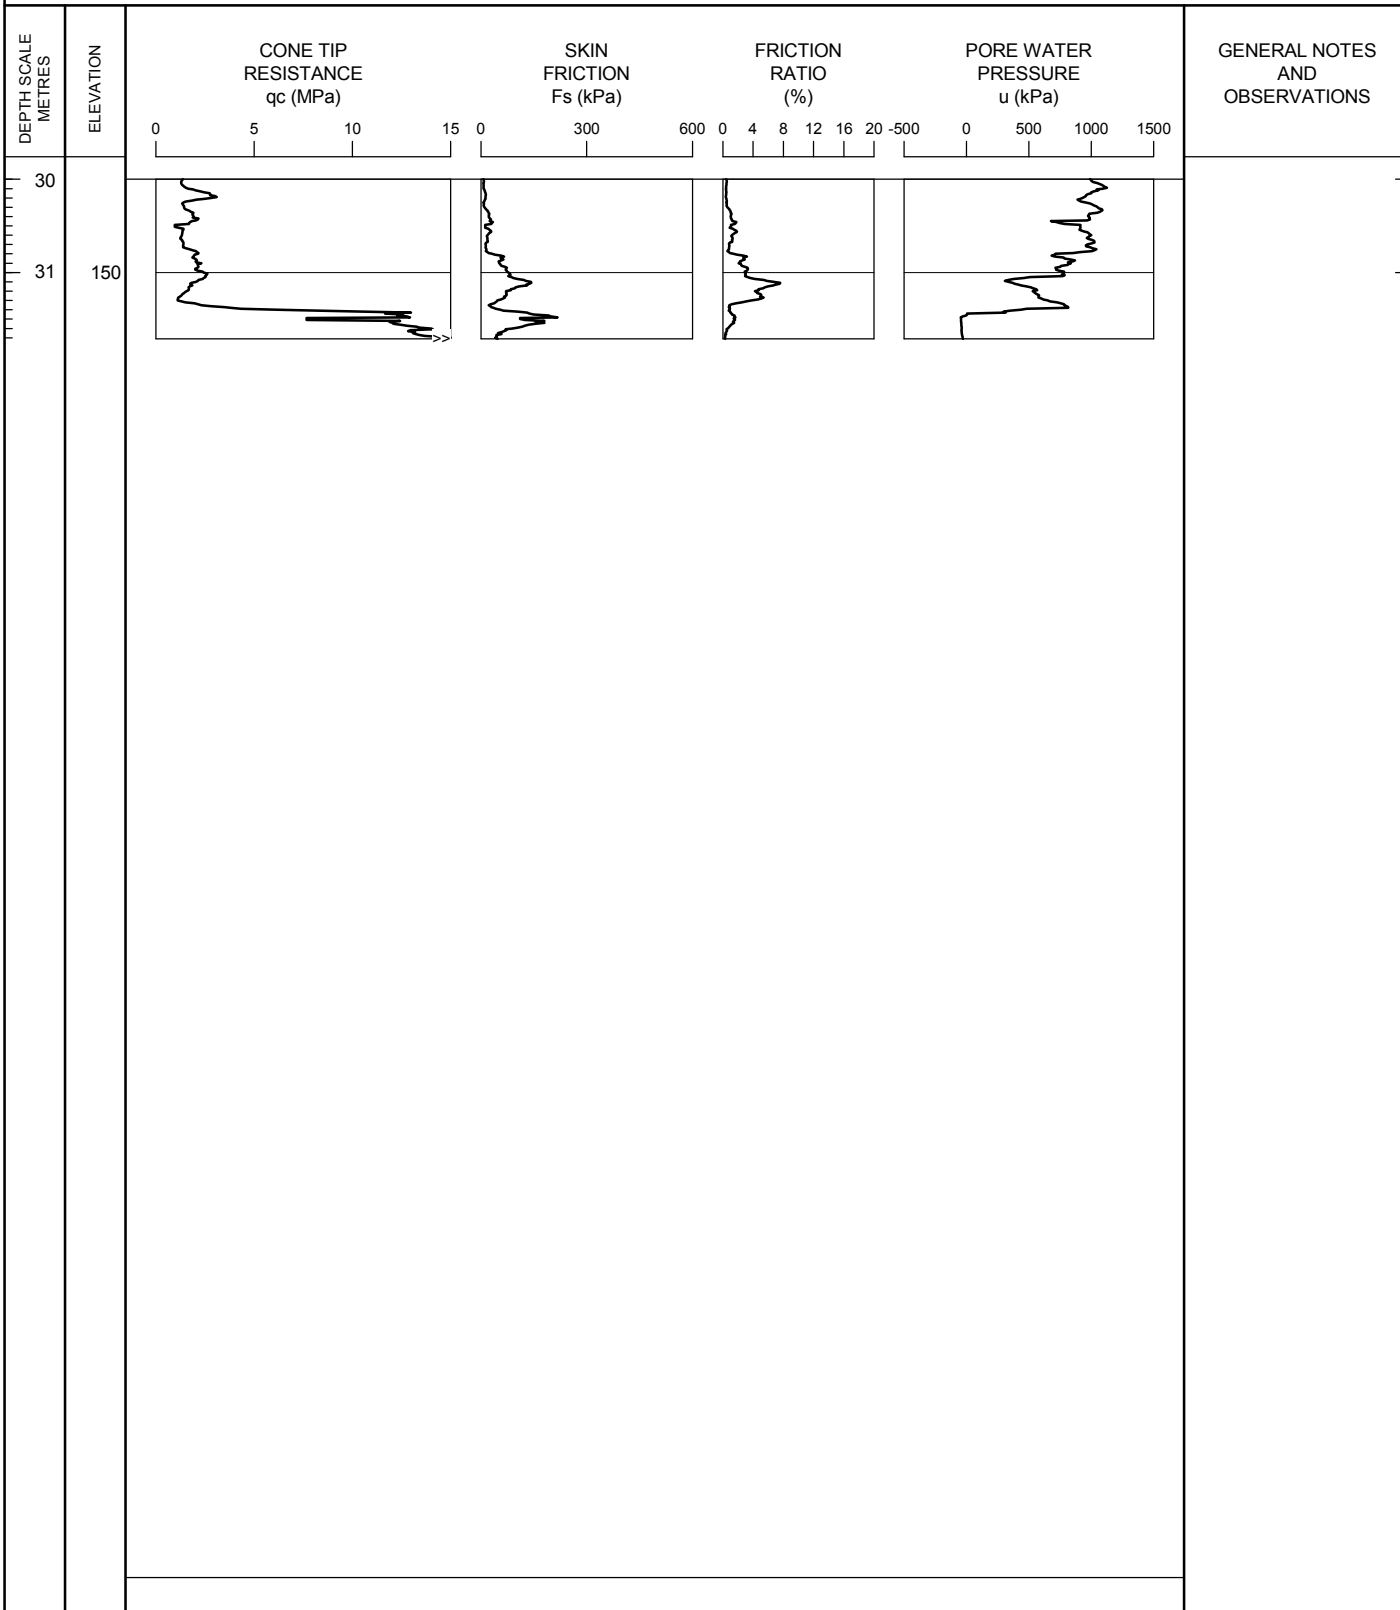 DEPTH SCALE
METRES
ELEVATION
CONE TIP
RESISTANCE
qc (MPa)
0 5 10 15
SKIN
FRICTION
Fs (kPa)
0 300 600
FRICTION
RATIO
(%)
0 4 8 12 16 20
PORE WATER
PRESSURE
u (kPa)
-500 0 500 1000 1500
GENERAL NOTES
AND
OBSERVATIONS
30
31 150
>>